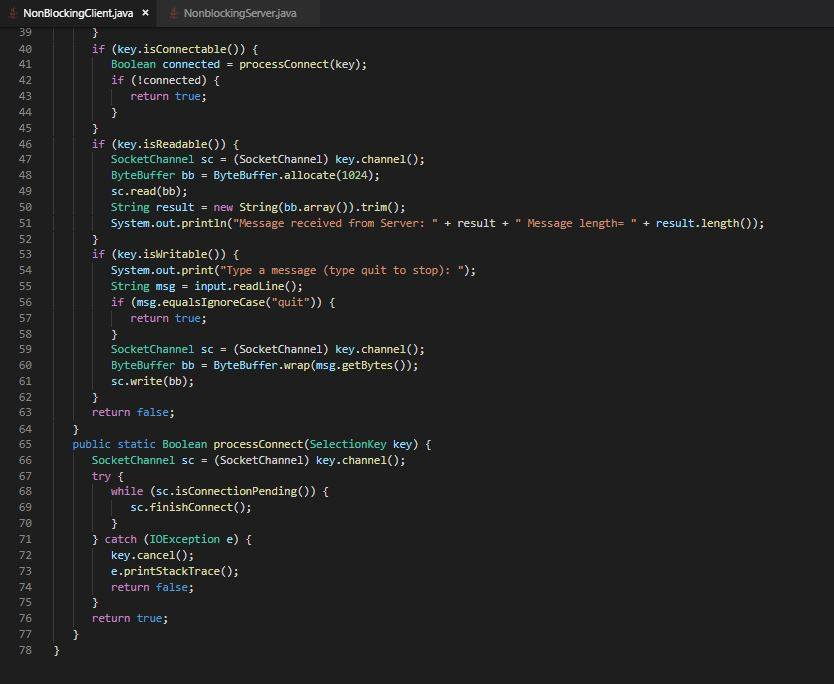 NonBlockingClient.java × NonblockingServer.java
39 }
40 if (key.isConnectable()) {
41 Boolean connected = processConnect(key);
42 if (!connected) {
43 return true;
44 }
45 }
46 if (key.isReadable()) {
47 SocketChannel sc = (SocketChannel) key.channel();
48 ByteBuffer bb = ByteBuffer.allocate(1024);
49 sc.read(bb);
50 String result = new String(bb.array()).trim();
51 System.out.println("Message received from Server: " + result + " Message length= " + result.length());
52 }
53 if (key.isWritable()) {
54 System.out.print("Type a message (type quit to stop): ");
55 String msg = input.readLine();
56 if (msg.equalsIgnoreCase("quit")) {
57 return true;
58 }
59 SocketChannel sc = (SocketChannel) key.channel();
60 ByteBuffer bb = ByteBuffer.wrap(msg.getBytes());
61 sc.write(bb);
62 }
63 return false;
64 }
65 public static Boolean processConnect(SelectionKey key) {
66 SocketChannel sc = (SocketChannel) key.channel();
67 try {
68 while (sc.isConnectionPending()) {
69 sc.finishConnect();
70 }
71 } catch (IOException e) {
72 key.cancel();
73 e.printStackTrace();
74 return false;
75 }
76 return true;
77 }
78 }